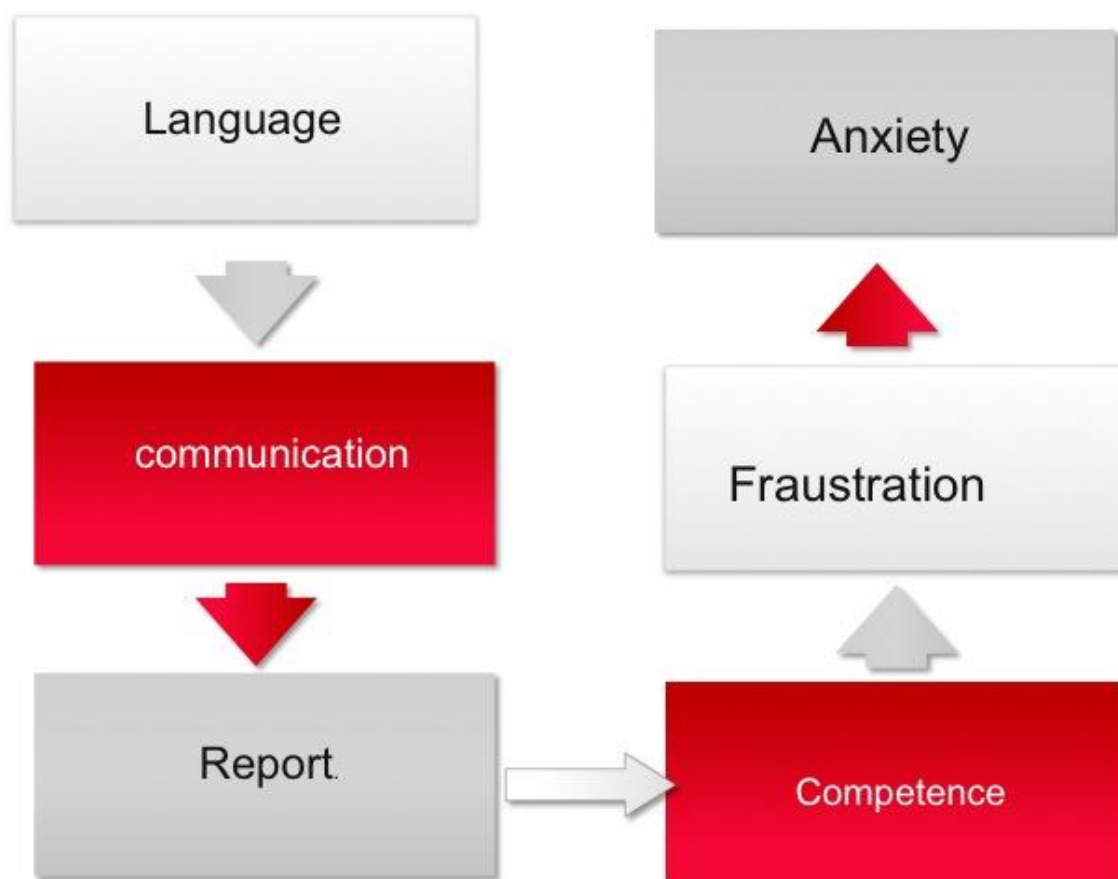 Language
communication
Report.
Competence
Fraustration
Anxiety